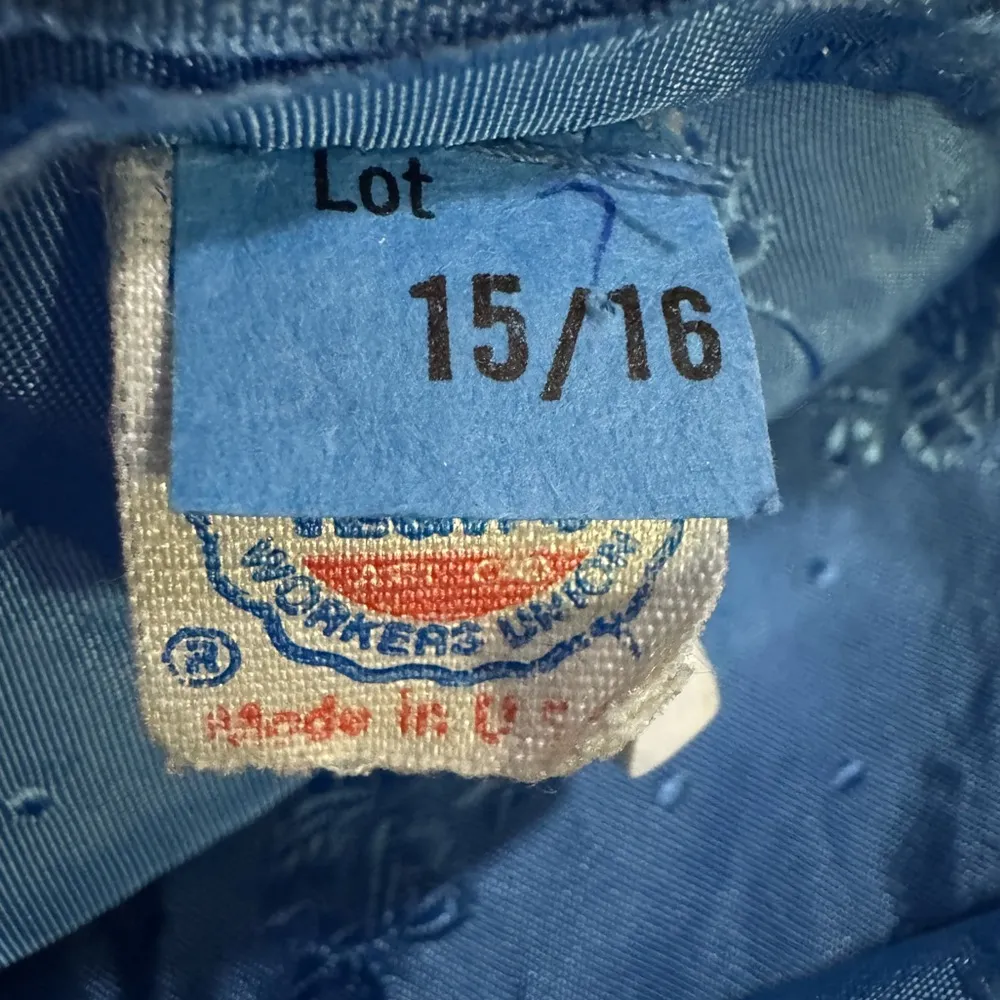 Lot
15/16
WORKERS UNION
®
Made in U.S